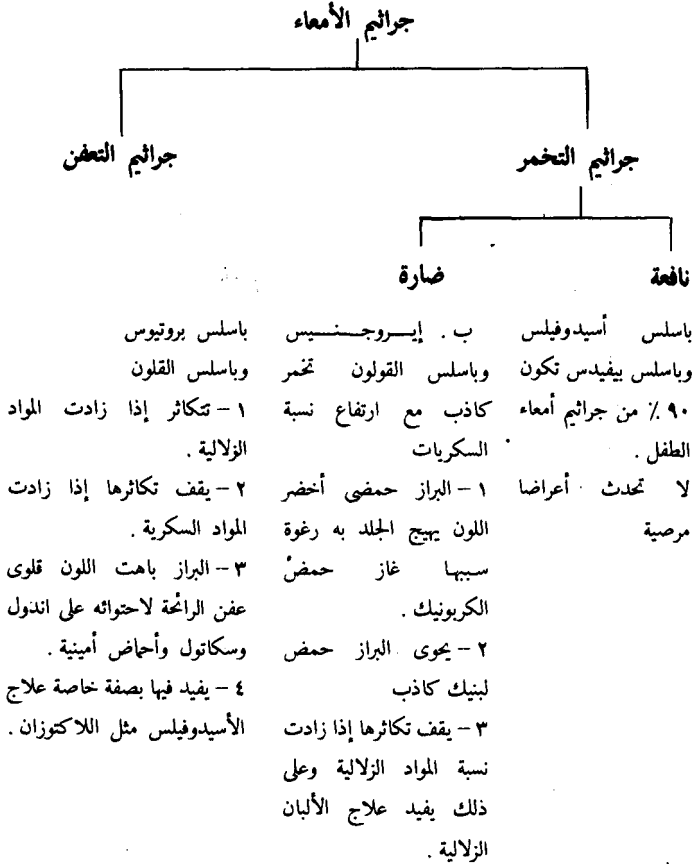 جراثيم الأمعاء
جراثيم التخمر
جراثيم التعفن
نافعة
ضارة
باسلس أسيدوفيلس
وباسلس بيفيدس تكون
٩٠ ٪ من جراثيم أمعاء
الطفل .
لا تحدث أعراضا
مرصية
ب . إيروجنيس
وباسلس القولون تخمر
كاذب مع ارتفاع نسبة
السكريات
١ – البراز حمضى أخضر
اللون يهيج الجلد به رغوة
سببها غاز حمض
الكربونيك .
٢ – يحوى البراز حمض
لبنيك كاذب
٣ – يقف تكاثرها إذا زادت
نسبة المواد الزلالية وعلى
ذلك يفيد علاج الألبان
الزلالية .
باسلس بروتيوس
وباسلس القلون
١ – تتكاثر إذا زادت المواد
الزلالية .
٢ – يقف تكاثرها إذا زادت
المواد السكرية .
٣ – البراز باهت اللون قلوى
عفن الرائحة لاحتوائه على اندول
وسكاتول وأحماض أمينية .
٤ – يفيد فيها بصفة خاصة علاج
الأسيدوفيلس مثل اللاكتوزان .